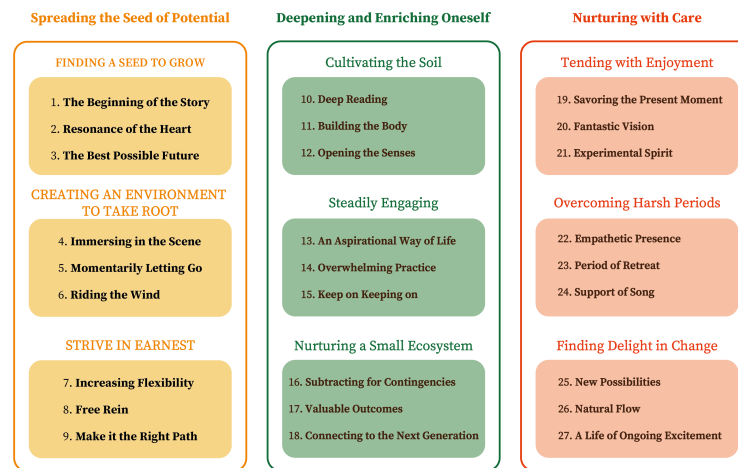 Spreading the Seed of Potential
FINDING A SEED TO GROW
1. The Beginning of the Story
2. Resonance of the Heart
3. The Best Possible Future
CREATING AN ENVIRONMENT
TO TAKE ROOT
4. Immersing in the Scene
5. Momentarily Letting Go
6. Riding the Wind
STRIVE IN EARNEST
7. Increasing Flexibility
8. Free Rein
9. Make it the Right Path
Deepening and Enriching Oneself
Cultivating the Soil
10. Deep Reading
11. Building the Body
12. Opening the Senses
Steadily Engaging
13. An Aspirational Way of Life
14. Overwhelming Practice
15. Keep on Keeping on
Nurturing a Small Ecosystem
16. Subtracting for Contingencies
17. Valuable Outcomes
18. Connecting to the Next Generation
Nurturing with Care
Tending with Enjoyment
19. Savoring the Present Moment
20. Fantastic Vision
21. Experimental Spirit
Overcoming Harsh Periods
22. Empathetic Presence
23. Period of Retreat
24. Support of Song
Finding Delight in Change
25. New Possibilities
26. Natural Flow
27. A Life of Ongoing Excitement